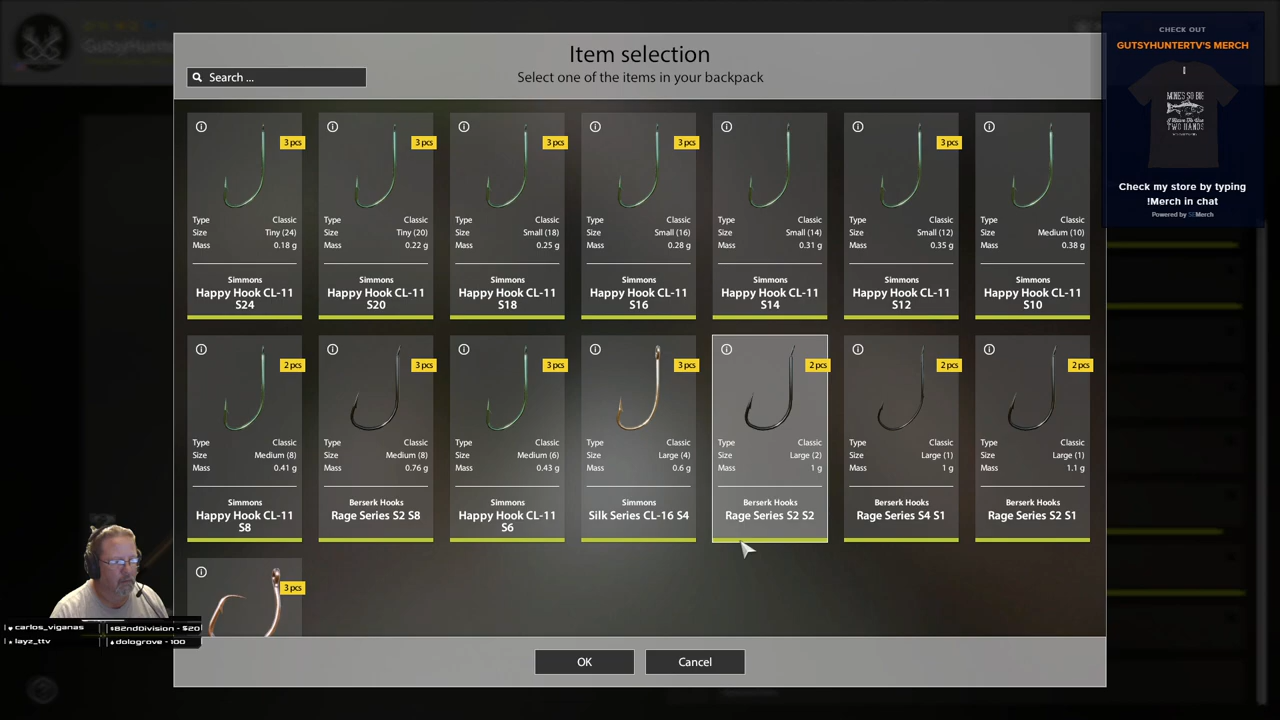 Item selection
Select one of the items in your backpack
Search ...
CHECK OUT
GUTSYHUNTERTV'S MERCH
MINE'S SO BIG
I HAVE TO USE
TWO HANDS
Check my store by typing
!Merch in chat
Powered by SEMerch
3 pcs
Type Classic
Size Tiny (24)
Mass 0.18 g
Simmons
Happy Hook CL-11
S24
3 pcs
Type Classic
Size Tiny (20)
Mass 0.22 g
Simmons
Happy Hook CL-11
S20
3 pcs
Type Classic
Size Small (18)
Mass 0.25 g
Simmons
Happy Hook CL-11
S18
3 pcs
Type Classic
Size Small (16)
Mass 0.28 g
Simmons
Happy Hook CL-11
S16
Type Classic
Size Small (14)
Mass 0.31 g
Simmons
Happy Hook CL-11
S14
3 pcs
Type Classic
Size Small (12)
Mass 0.35 g
Simmons
Happy Hook CL-11
S12
Type Classic
Size Medium (10)
Mass 0.38 g
Simmons
Happy Hook CL-11
S10
2 pcs
Type Classic
Size Medium (8)
Mass 0.41 g
Simmons
Happy Hook CL-11
S8
3 pcs
Type Classic
Size Medium (8)
Mass 0.76 g
Berserk Hooks
Rage Series S2 S8
3 pcs
Type Classic
Size Medium (6)
Mass 0.43 g
Simmons
Happy Hook CL-11
S6
3 pcs
Type Classic
Size Large (4)
Mass 0.6 g
Simmons
Silk Series CL-16 S4
2 pcs
Type Classic
Size Large (2)
Mass 1 g
Berserk Hooks
Rage Series S2 S2
2 pcs
Type Classic
Size Large (1)
Mass 1 g
Berserk Hooks
Rage Series S4 S1
2 pcs
Type Classic
Size Large (1)
Mass 1.1 g
Berserk Hooks
Rage Series S2 S1
3 pcs
OK
Cancel
carlos_viganas
82ndDivision - $20
layz_ttv
dologrove - 100